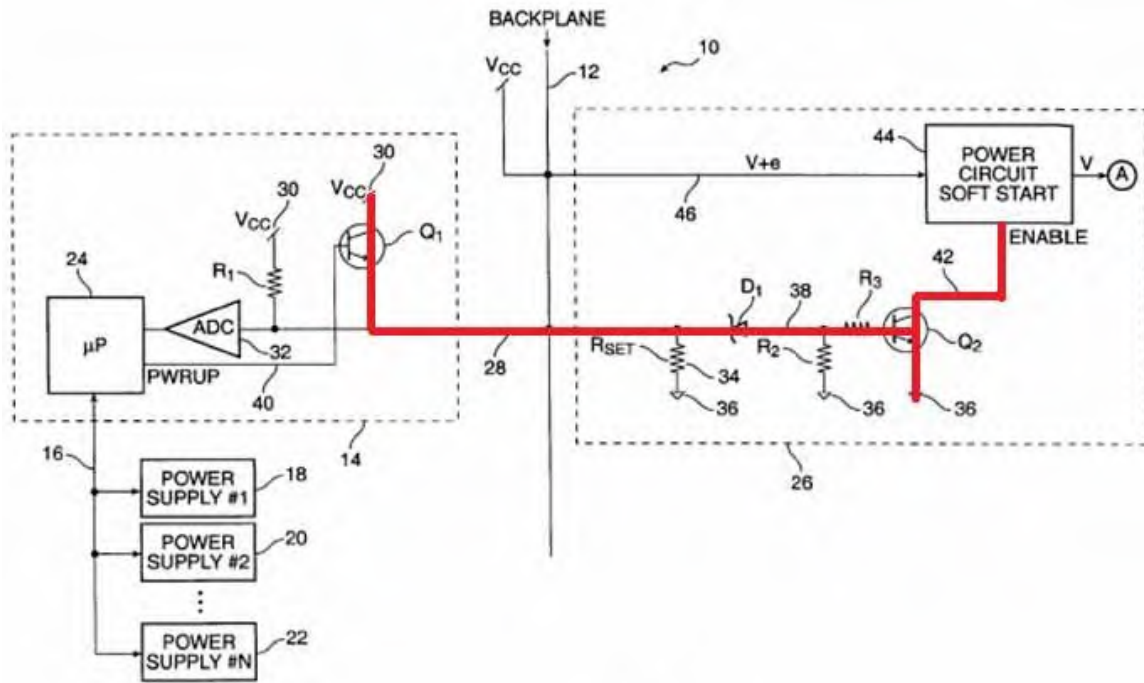 BACKPLANE
10
VCC
12
44
POWER
CIRCUIT
SOFT START
V
A
V+e
46
ENABLE
30
VCC
Q1
30
VCC
24
R1
µP
ADC
32
PWRUP
40
28
42
D1
38
R3
RSET
34
R2
Q2
36
36
36
16
14
26
POWER
SUPPLY #1
18
POWER
SUPPLY #2
20
POWER
SUPPLY #N
22